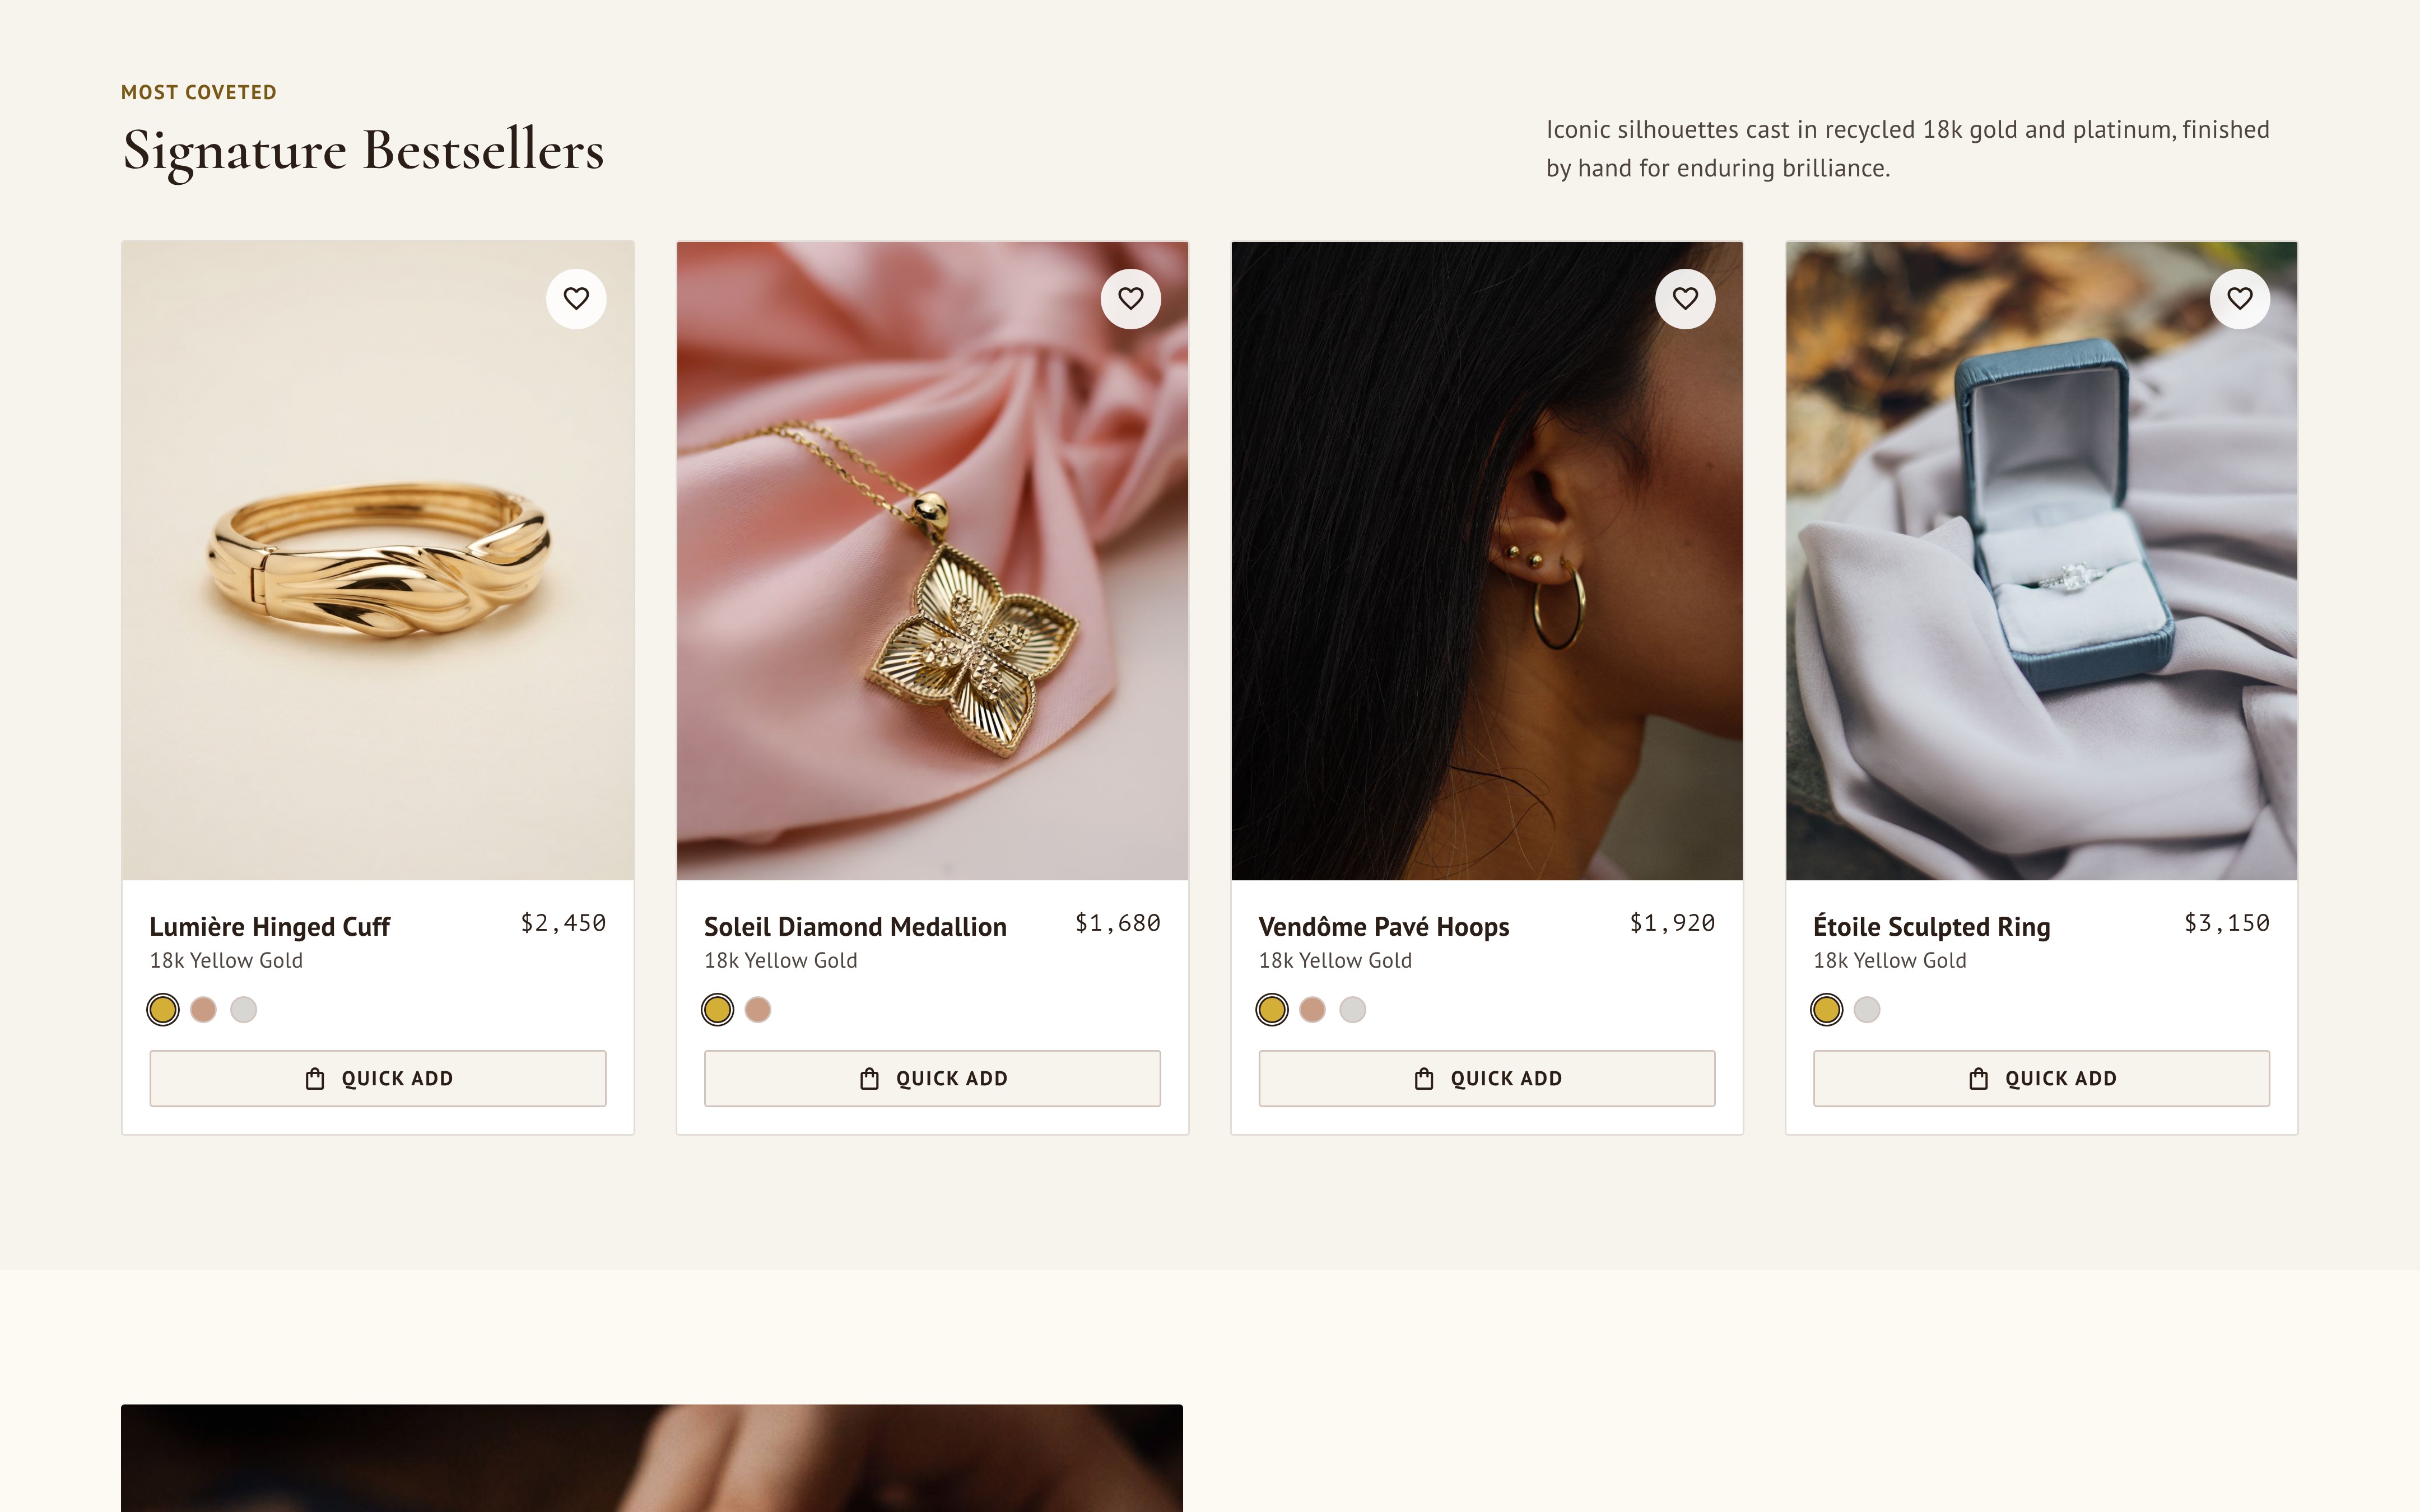 MOST COVETED
Signature Bestsellers
Iconic silhouettes cast in recycled 18k gold and platinum, finished
by hand for enduring brilliance.
Lumière Hinged Cuff
$2,450
18k Yellow Gold
QUICK ADD
Soleil Diamond Medallion
$1,680
18k Yellow Gold
QUICK ADD
Vendôme Pavé Hoops
$1,920
18k Yellow Gold
QUICK ADD
Étoile Sculpted Ring
$3,150
18k Yellow Gold
QUICK ADD